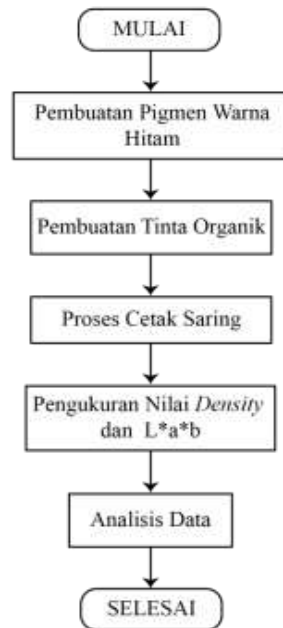 MULAI
Pembuatan Pigmen Warna
Hitam
Pembuatan Tinta Organik
Proses Cetak Saring
Pengukuran Nilai Density
dan L*a*b
Analisis Data
SELESAI